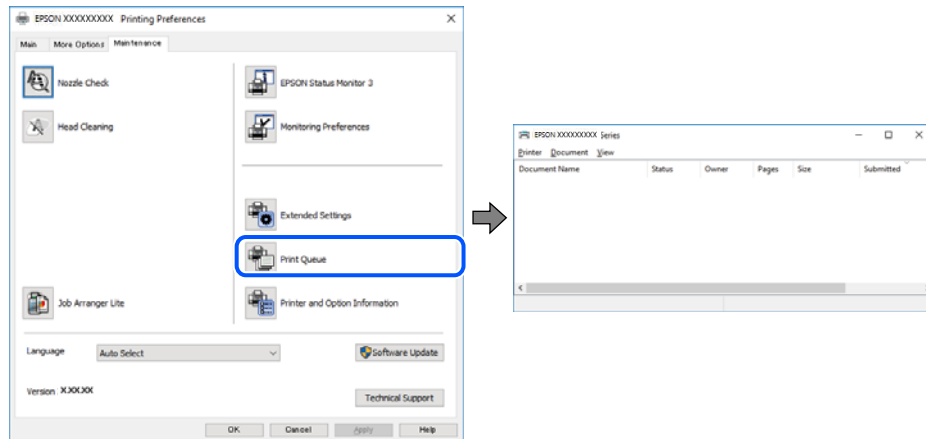 EPSON XXXXXXXXX Printing Preferences
Main More Options Maintenance
Nozzle Check
Head Cleaning
Job Arranger Lite
EPSON Status Monitor 3
Monitoring Preferences
Extended Settings
Print Queue
Printer and Option Information
Language Auto Select Software Update
Version X.XX.XX Technical Support
OK Cancel Apply Help
EPSON XXXXXXXXX Series
Printer Document View
Document Name Status Owner Pages Size Submitted